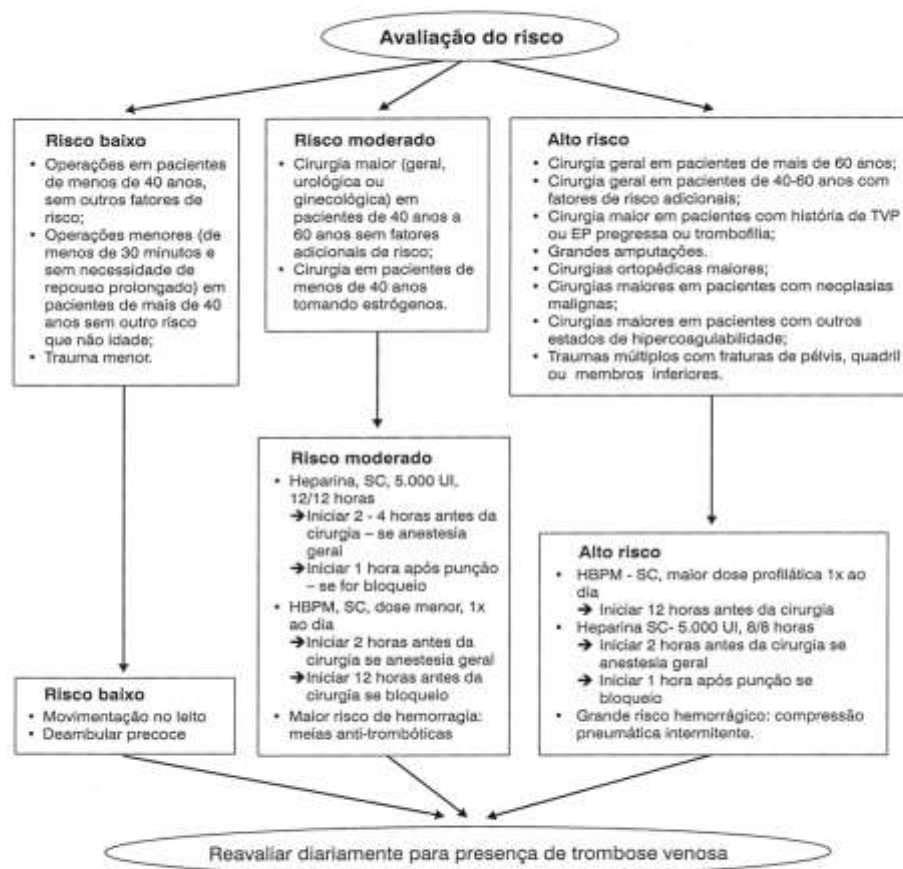 Avaliação do risco
Risco baixo
• Operações em pacientes
de menos de 40 anos,
sem outros fatores de
risco;
• Operações menores (de
menos de 30 minutos e
sem necessidade de
repouso prolongado) em
pacientes de mais de 40
anos sem outro risco
que não idade;
• Trauma menor.
Risco moderado
• Cirurgia maior (geral,
urológica ou
ginecológica) em
pacientes de 40 anos a
60 anos sem fatores
adicionais de risco;
• Cirurgia em pacientes de
menos de 40 anos
tomando estrógenos.
Alto risco
• Cirurgia geral em pacientes de mais de 60 anos;
• Cirurgia geral em pacientes de 40-60 anos com
fatores de risco adicionais;
• Cirurgia maior em pacientes com história de TVP
ou EP pregressa ou trombofilia;
• Grandes amputações.
• Cirurgias ortopédicas maiores;
• Cirurgias maiores em pacientes com neoplasias
malignas;
• Cirurgias maiores em pacientes com outros
estados de hipercoagulabilidade;
• Traumas múltiplos com fraturas de pélvis, quadril
ou membros inferiores.
Risco moderado
• Heparina, SC, 5.000 UI,
12/12 horas
➔Iniciar 2 - 4 horas antes da
cirurgia – se anestesia
geral
➔Iniciar 1 hora após punção
– se for bloqueio
• HBPM, SC, dose menor, 1x
ao dia
➔Iniciar 2 horas antes da
cirurgia se anestesia geral
➔Iniciar 12 horas antes da
cirurgia se bloqueio
• Maior risco de hemorragia:
meias anti-trombóticas
Alto risco
• HBPM - SC, maior dose profilática 1x ao
dia
➔ Iniciar 12 horas antes da cirurgia
• Heparina SC- 5.000 UI, 8/8 horas
➔ Iniciar 2 horas antes da cirurgia se
anestesia geral
➔ Iniciar 1 hora após punção se
bloqueio
• Grande risco hemorrágico: compressão
pneumática intermitente.
Risco baixo
• Movimentação no leito
• Deambular precoce
Reavaliar diariamente para presença de trombose venosa